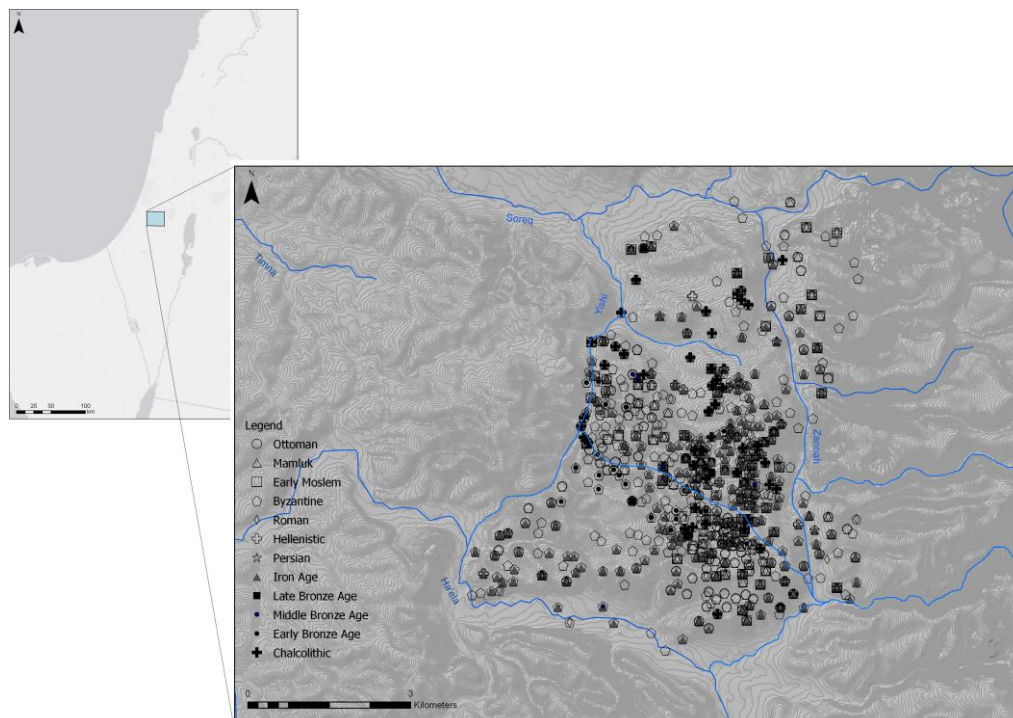 N
0 25 50 100
km
N
Soreq
Timna
Yishi
Zanoah
Ha'ela
Legend
Ottoman
Mamluk
Early Moslem
Byzantine
Roman
Hellenistic
Persian
Iron Age
Late Bronze Age
Middle Bronze Age
Early Bronze Age
Chalcolithic
0 3
Kilometers